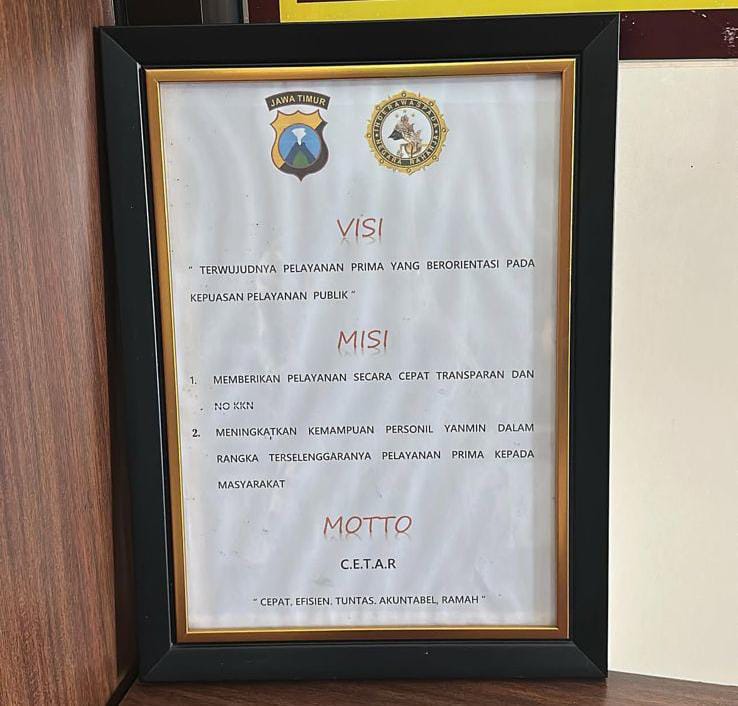 JAWA TIMUR
VISI
" TERWUJUDNYA PELAYANAN PRIMA YANG BERORIENTASI PADA
KEPUASAN PELAYANAN PUBLIK "
MISI
1. MEMBERIKAN PELAYANAN SECARA CEPAT TRANSPARAN DAN
NO KKN
2. MENINGKATKAN KEMAMPUAN PERSONIL YANMIN DALAM
RANGKA TERSELENGGARANYA PELAYANAN PRIMA KEPADA
MASYARAKAT
MOTTO
C.E.T.A.R
" CEPAT, EFISIEN, TUNTAS, AKUNTABEL, RAMAH "